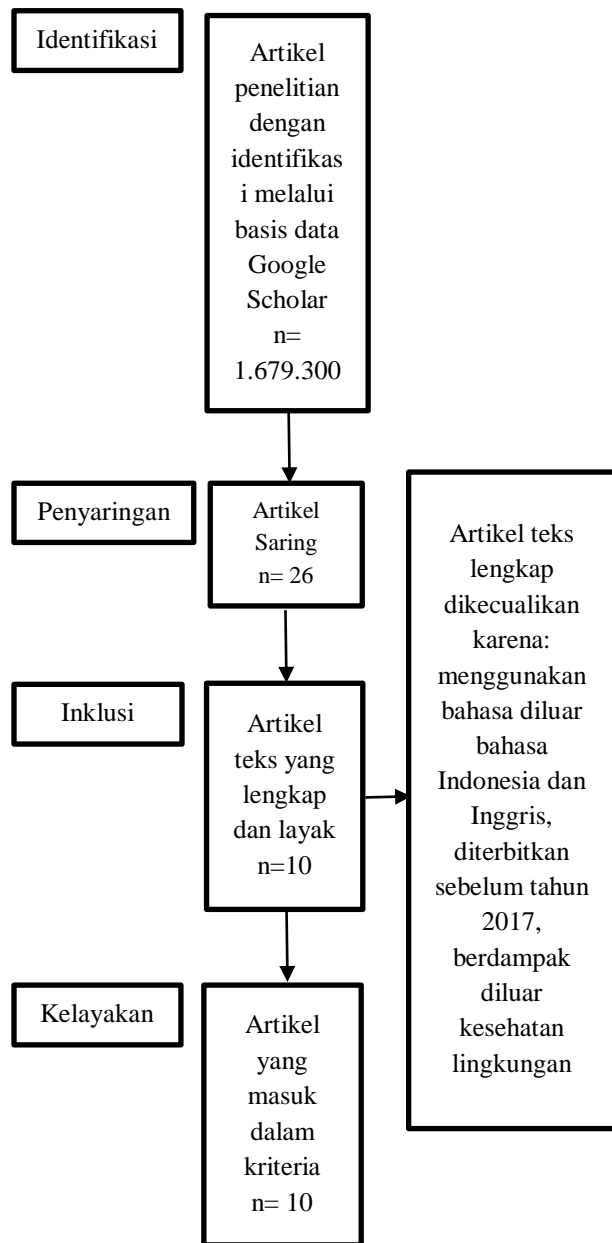 Identifikasi
Artikel
penelitian
dengan
identifikas
i melalui
basis data
Google
Scholar
n=
1.679.300
Penyaringan
Artikel
Saring
n= 26
Artikel teks
lengkap
dikecualikan
karena:
menggunakan
bahasa diluar
bahasa
Indonesia dan
Inggris,
diterbitkan
sebelum tahun
2017,
berdampak
diluar
kesehatan
lingkungan
Inklusi
Artikel
teks yang
lengkap
dan layak
n=10
Kelayakan
Artikel
yang
masuk
dalam
kriteria
n= 10